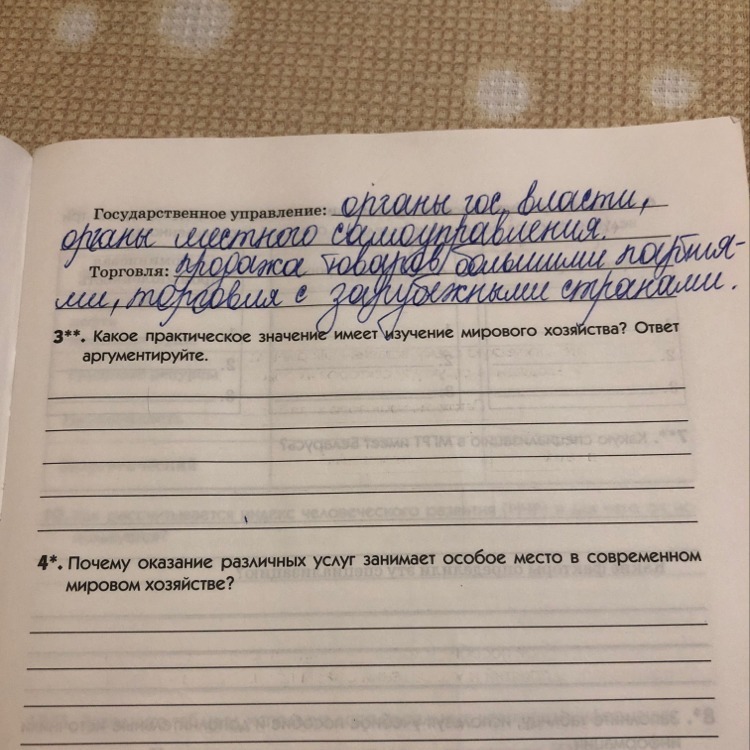 Государственное управление: органы гос. власти,
органы местного самоуправления.
Торговля: продажа товаров большими партия-
ми, торговля с зарубежными странами.
3**. Какое практическое значение имеет изучение мирового хозяйства? Ответ
аргументируйте.
4*. Почему оказание различных услуг занимает особое место в современном
мировом хозяйстве?